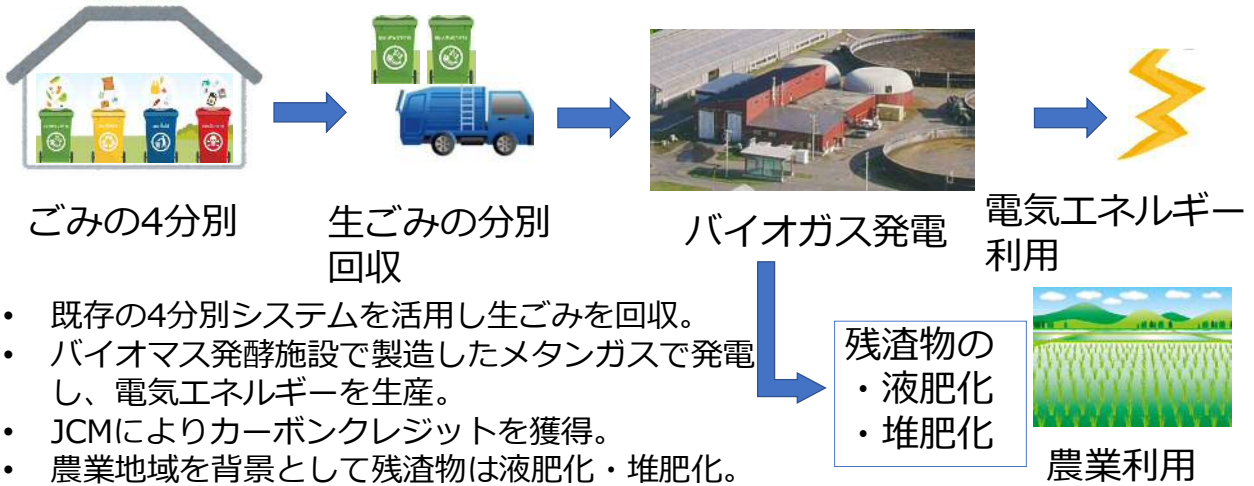 ごみの4分別
生ごみの分別
回収
バイオガス発電
電気エネルギー
利用
• 既存の4分別システムを活用し生ごみを回収。
• バイオマス発酵施設で製造したメタンガスで発電
し、電気エネルギーを生産。
• JCMによりカーボンクレジットを獲得。
• 農業地域を背景として残渣物は液肥化・堆肥化。
残渣物の
・液肥化
・堆肥化
農業利用